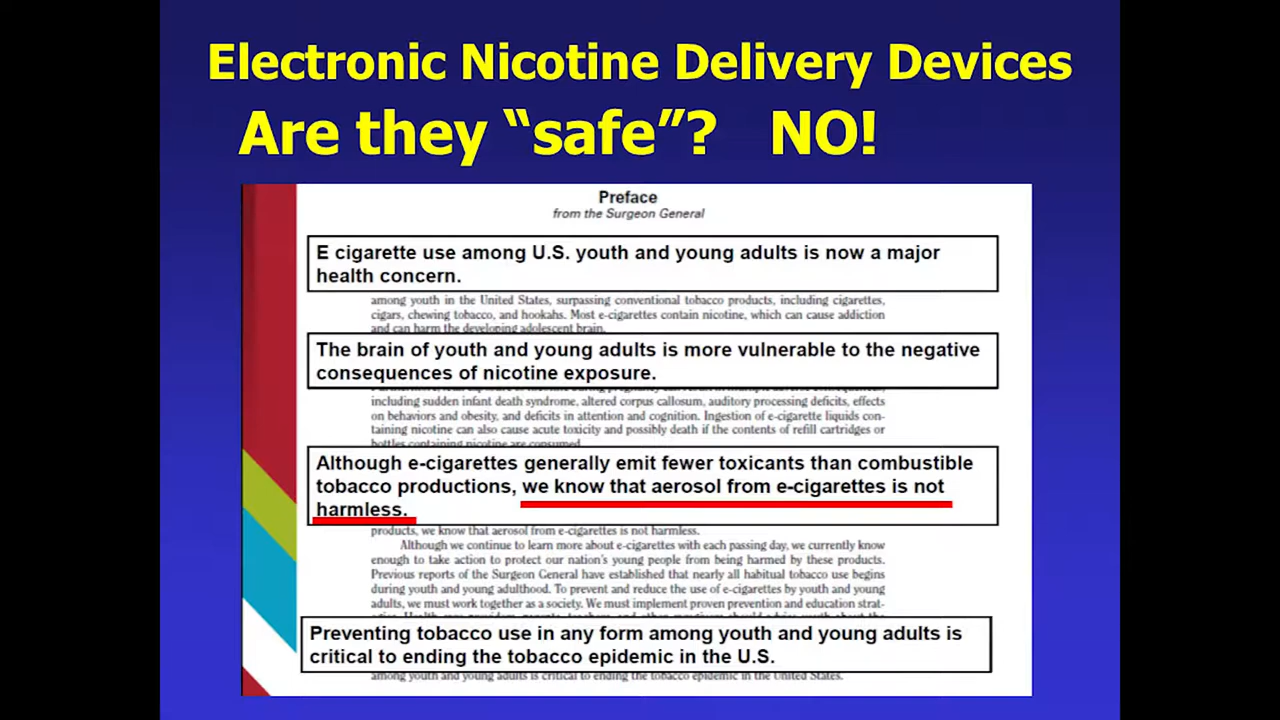 Electronic Nicotine Delivery Devices
Are they “safe”? NO!
Preface
from the Surgeon General
E cigarette use among U.S. youth and young adults is now a major
health concern.
among youth in the United States, surpassing conventional tobacco products, including cigarettes,
cigars, chewing tobacco, and hookahs. Most e-cigarettes contain nicotine, which can cause addiction
and can harm the developing adolescent brain.
The brain of youth and young adults is more vulnerable to the negative
consequences of nicotine exposure.
including sudden infant death syndrome, altered corpus callosum, auditory processing deficits, effects
on behaviors and obesity, and deficits in attention and cognition. Ingestion of e-cigarette liquids con-
taining nicotine can also cause acute toxicity and possibly death if the contents of refill cartridges or
bottles containing nicotine are consumed.
Although e-cigarettes generally emit fewer toxicants than combustible
tobacco productions, we know that aerosol from e-cigarettes is not
harmless.
products, we know that aerosol from e-cigarettes is not harmless.
Although we continue to learn more about e-cigarettes with each passing day, we currently know
enough to take action to protect our nation’s young people from being harmed by these products.
Previous reports of the Surgeon General have established that nearly all habitual tobacco use begins
during youth and young adulthood. To prevent and reduce the use of e-cigarettes by youth and young
adults, we must work together as a society. We must implement proven prevention and education strat-
Preventing tobacco use in any form among youth and young adults is
critical to ending the tobacco epidemic in the U.S.
among youth and young adults is critical to ending the tobacco epidemic in the United States.